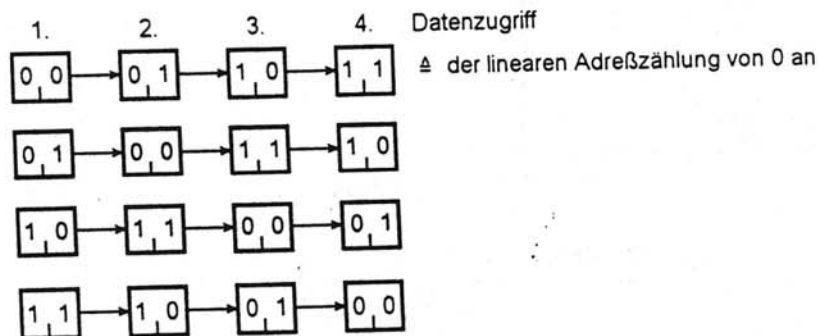 1. 2. 3. 4. Datenzugriff
0 0 0 1 1 0 1 1 ≙ der linearen Adreßzählung von 0 an
0 1 0 0 1 1 1 0
1 0 1 1 0 0 0 1
1 1 1 0 0 1 0 0